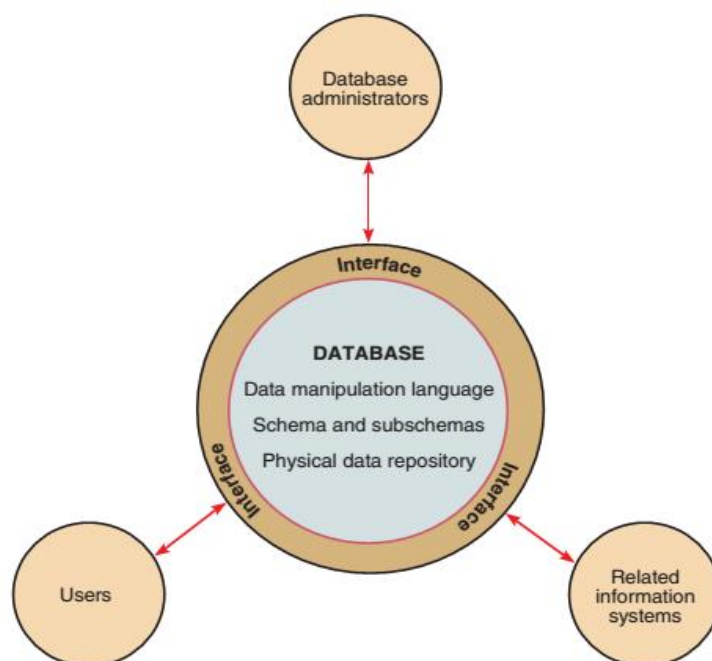 Database
administrators
Interface
DATABASE
Data manipulation language
Schema and subschemas
Physical data repository
Interface
Interface
Users
Related
information
systems